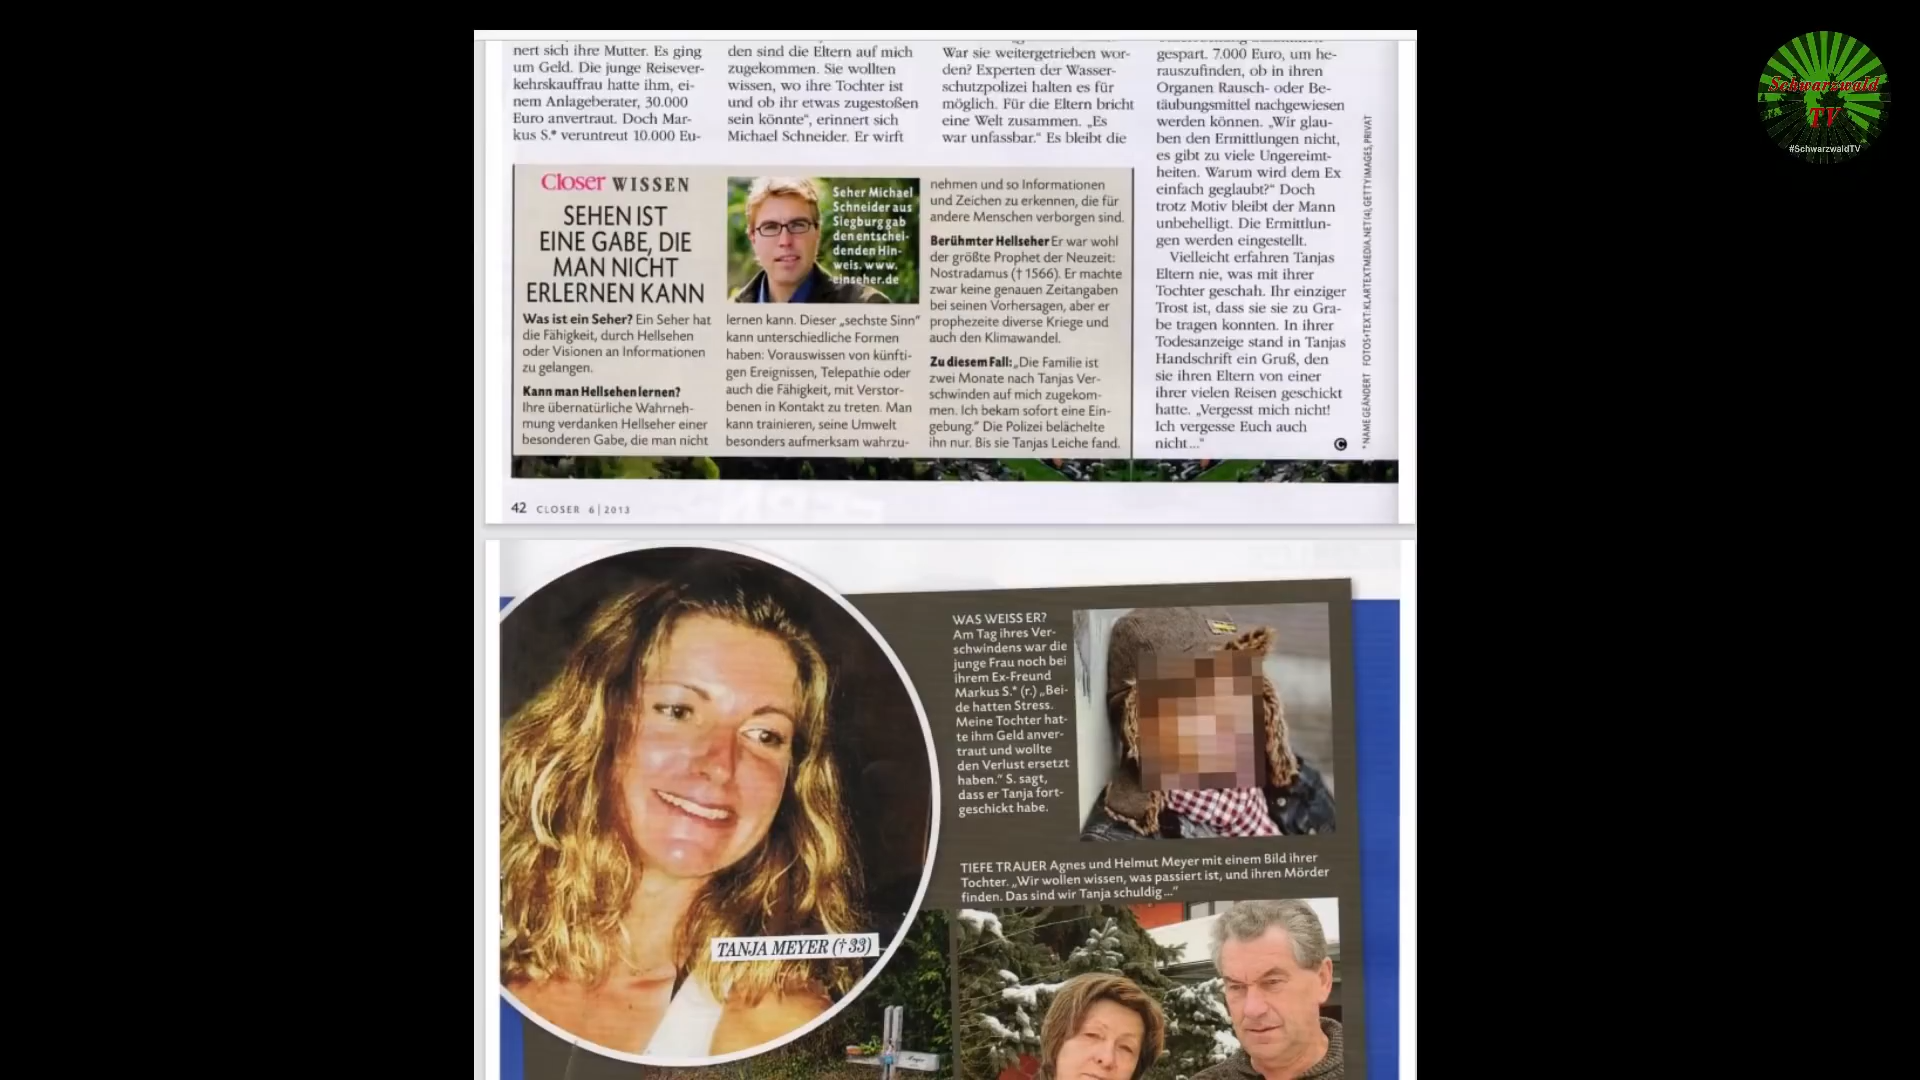 nert sich ihre Mutter. Es ging
um Geld. Die junge Reisever-
kehrskauffrau hatte ihm, ei-
nem Anlageberater, 30.000
Euro anvertraut. Doch Mar-
kus S.* veruntreut 10.000 Eu-
den sind die Eltern auf mich
zugekommen. Sie wollten
wissen, wo ihre Tochter ist
und ob ihr etwas zugestoßen
sein könnte“, erinnert sich
Michael Schneider. Er wirft
War sie weitergetrieben wor-
den? Experten der Wasser-
schutzpolizei halten es für
möglich. Für die Eltern bricht
eine Welt zusammen. „Es
war unfassbar.“ Es bleibt die
gespart. 7.000 Euro, um he-
rauszufinden, ob in ihren
Organen Rausch- oder Be-
täubungsmittel nachgewiesen
werden können. „Wir glau-
ben den Ermittlungen nicht,
es gibt zu viele Ungereimt-
heiten. Warum wird dem Ex
einfach geglaubt?“ Doch
trotz Motiv bleibt der Mann
unbehelligt. Die Ermittlun-
gen werden eingestellt.
Vielleicht erfahren Tanjas
Eltern nie, was mit ihrer
Tochter geschah. Ihr einziger
Trost ist, dass sie sie zu Gra-
be tragen konnten. In ihrer
Todesanzeige stand in Tanjas
Handschrift ein Gruß, den
sie ihren Eltern von einer
ihrer vielen Reisen geschickt
hatte. „Vergesst mich nicht!
Ich vergesse Euch auch
nicht ...“
C
*NAME GEÄNDERT FOTOS+TEXT: KLARTEXTMEDIA.NET (4), GETTY IMAGES, PRIVAT
Closer WISSEN
SEHEN IST
EINE GABE, DIE
MAN NICHT
ERLERNEN KANN
Was ist ein Seher? Ein Seher hat
die Fähigkeit, durch Hellsehen
oder Visionen an Informationen
zu gelangen.
Kann man Hellsehen lernen?
Ihre übernatürliche Wahrneh-
mung verdanken Hellseher einer
besonderen Gabe, die man nicht
Seher Michael
Schneider aus
Siegburg gab
den entschei-
denden Hin-
weis. www.
einseher.de
lernen kann. Dieser „sechste Sinn“
kann unterschiedliche Formen
haben: Vorauswissen von künfti-
gen Ereignissen, Telepathie oder
auch die Fähigkeit, mit Verstor-
benen in Kontakt zu treten. Man
kann trainieren, seine Umwelt
besonders aufmerksam wahrzu-
nehmen und so Informationen
und Zeichen zu erkennen, die für
andere Menschen verborgen sind.
Berühmter Hellseher Er war wohl
der größte Prophet der Neuzeit:
Nostradamus († 1566). Er machte
zwar keine genauen Zeitangaben
bei seinen Vorhersagen, aber er
prophezeite diverse Kriege und
auch den Klimawandel.
Zu diesem Fall: „Die Familie ist
zwei Monate nach Tanjas Ver-
schwinden auf mich zugekom-
men. Ich bekam sofort eine Ein-
gebung.“ Die Polizei belächelte
ihn nur. Bis sie Tanjas Leiche fand.
42 CLOSER 6|2013
WAS WEISS ER?
Am Tag ihres Ver-
schwindens war die
junge Frau noch bei
ihrem Ex-Freund
Markus S.* (r.) „Bei-
de hatten Stress.
Meine Tochter hat-
te ihm Geld anver-
traut und wollte
den Verlust ersetzt
haben.“ S. sagt,
dass er Tanja fort-
geschickt habe.
TIEFE TRAUER Agnes und Helmut Meyer mit einem Bild ihrer
Tochter. „Wir wollen wissen, was passiert ist, und ihren Mörder
finden. Das sind wir Tanja schuldig ...“
TANJA MEYER († 33)
Schwarzwald
TV
#SchwarzwaldTV